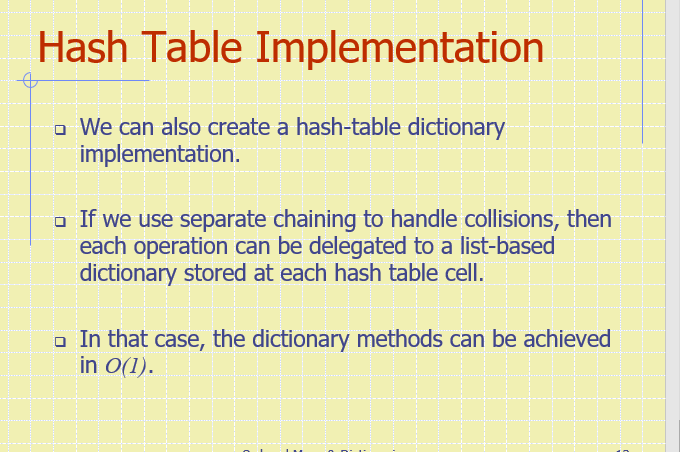 Hash Table Implementation
We can also create a hash-table dictionary
implementation.
If we use separate chaining to handle collisions, then
each operation can be delegated to a list-based
dictionary stored at each hash table cell.
In that case, the dictionary methods can be achieved
in O(1).